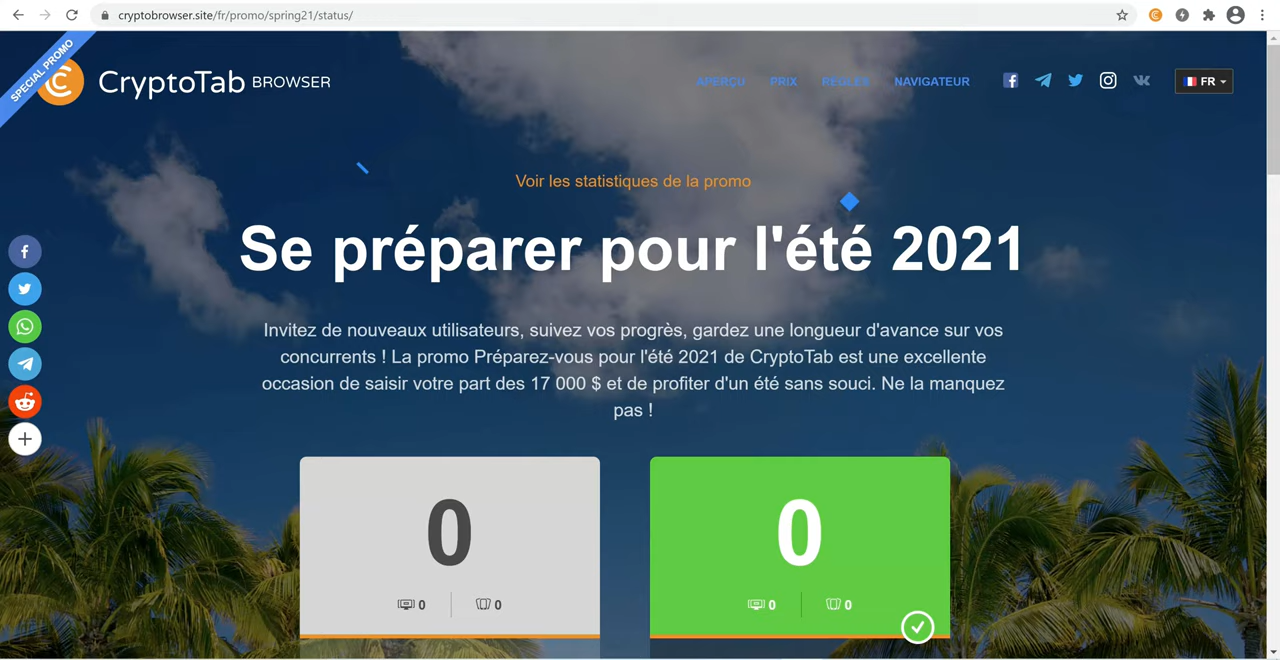 cryptobrowser.site/fr/promo/spring21/status/
SPECIAL PROMO
CryptoTab BROWSER
APERÇU PRIX RÈGLES NAVIGATEUR
FR
Voir les statistiques de la promo
Se préparer pour l'été 2021
Invitez de nouveaux utilisateurs, suivez vos progrès, gardez une longueur d'avance sur vos
concurrents ! La promo Préparez-vous pour l'été 2021 de CryptoTab est une excellente
occasion de saisir votre part des 17 000 $ et de profiter d'un été sans souci. Ne la manquez
pas !
0
0 0
0
0 0